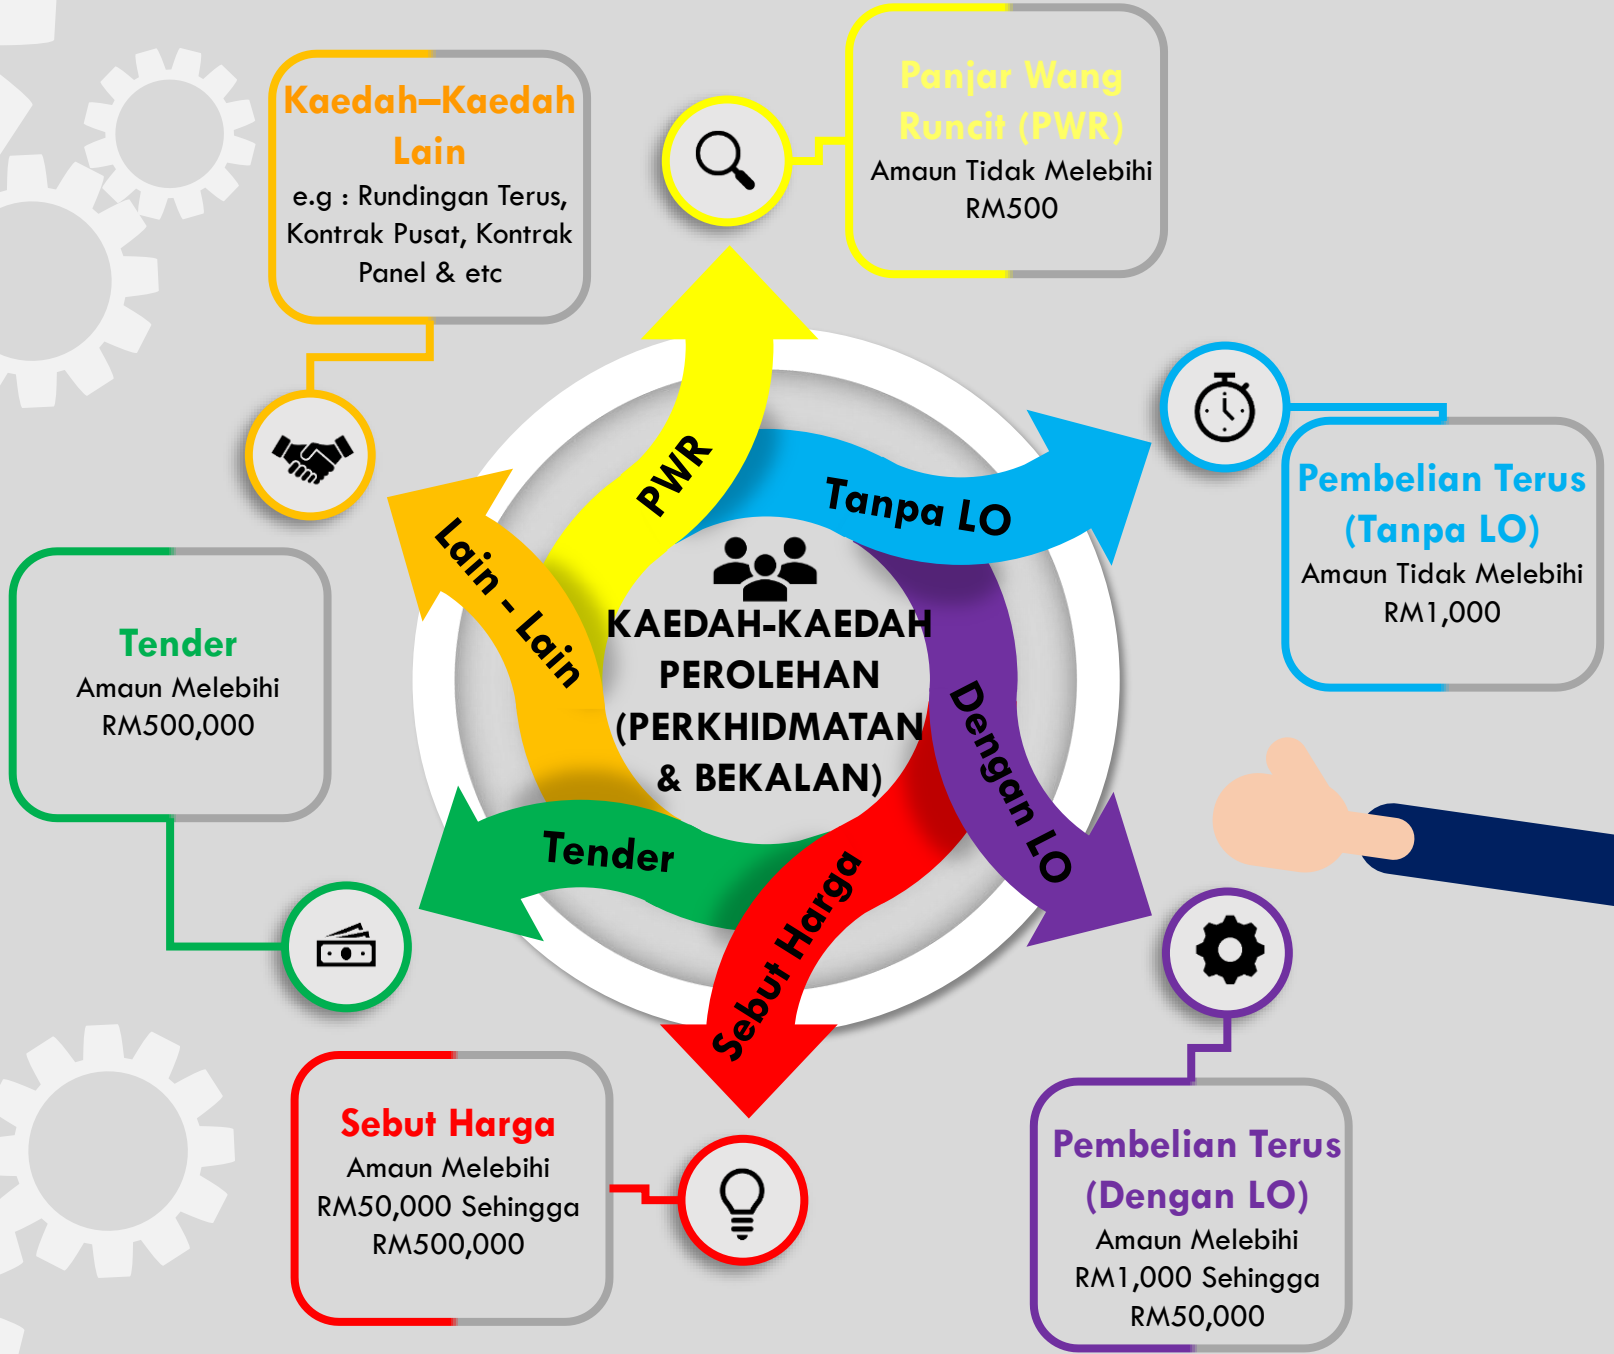 Kaedah–Kaedah
Lain
e.g : Rundingan Terus,
Kontrak Pusat, Kontrak
Panel & etc
Panjar Wang
Runcit (PWR)
Amaun Tidak Melebihi
RM500
Pembelian Terus
(Tanpa LO)
Amaun Tidak Melebihi
RM1,000
Tender
Amaun Melebihi
RM500,000
PWR
Tanpa LO
Lain - Lain
Dengan LO
Tender
Sebut Harga
KAEDAH-KAEDAH
PEROLEHAN
(PERKHIDMATAN
& BEKALAN)
Sebut Harga
Amaun Melebihi
RM50,000 Sehingga
RM500,000
Pembelian Terus
(Dengan LO)
Amaun Melebihi
RM1,000 Sehingga
RM50,000